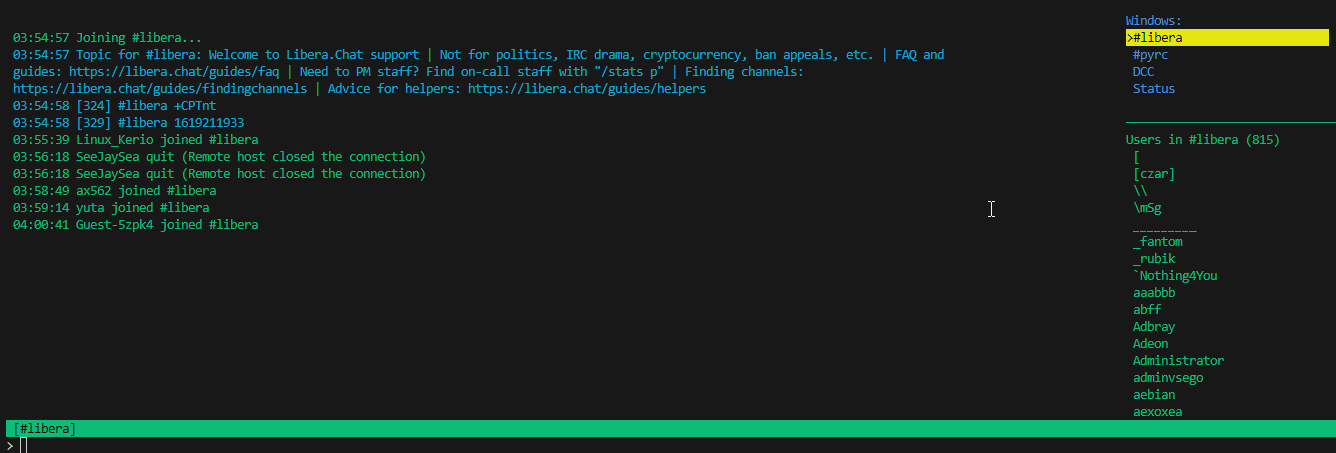 03:54:57 Joining #libera...
03:54:57 Topic for #libera: Welcome to Libera.Chat support | Not for politics, IRC drama, cryptocurrency, ban appeals, etc. | FAQ and
guides: https://libera.chat/guides/faq | Need to PM staff? Find on-call staff with "/stats p" | Finding channels:
https://libera.chat/guides/findingchannels | Advice for helpers: https://libera.chat/guides/helpers
03:54:58 [324] #libera +CPTnt
03:54:58 [329] #libera 1619211933
03:55:39 Linux_Kerio joined #libera
03:56:18 SeeJaySea quit (Remote host closed the connection)
03:56:18 SeeJaySea quit (Remote host closed the connection)
03:58:49 ax562 joined #libera
03:59:14 yuta joined #libera
04:00:41 Guest-5zpk4 joined #libera
[#libera]
>
Windows:
>#libera
#pyrc
DCC
Status
Users in #libera (815)
[
[czar]
\\
\mSg
_________
_fantom
_rubik
`Nothing4You
aaabbb
abff
Adbray
Adeon
Administrator
adminvsego
aebian
aexoxea